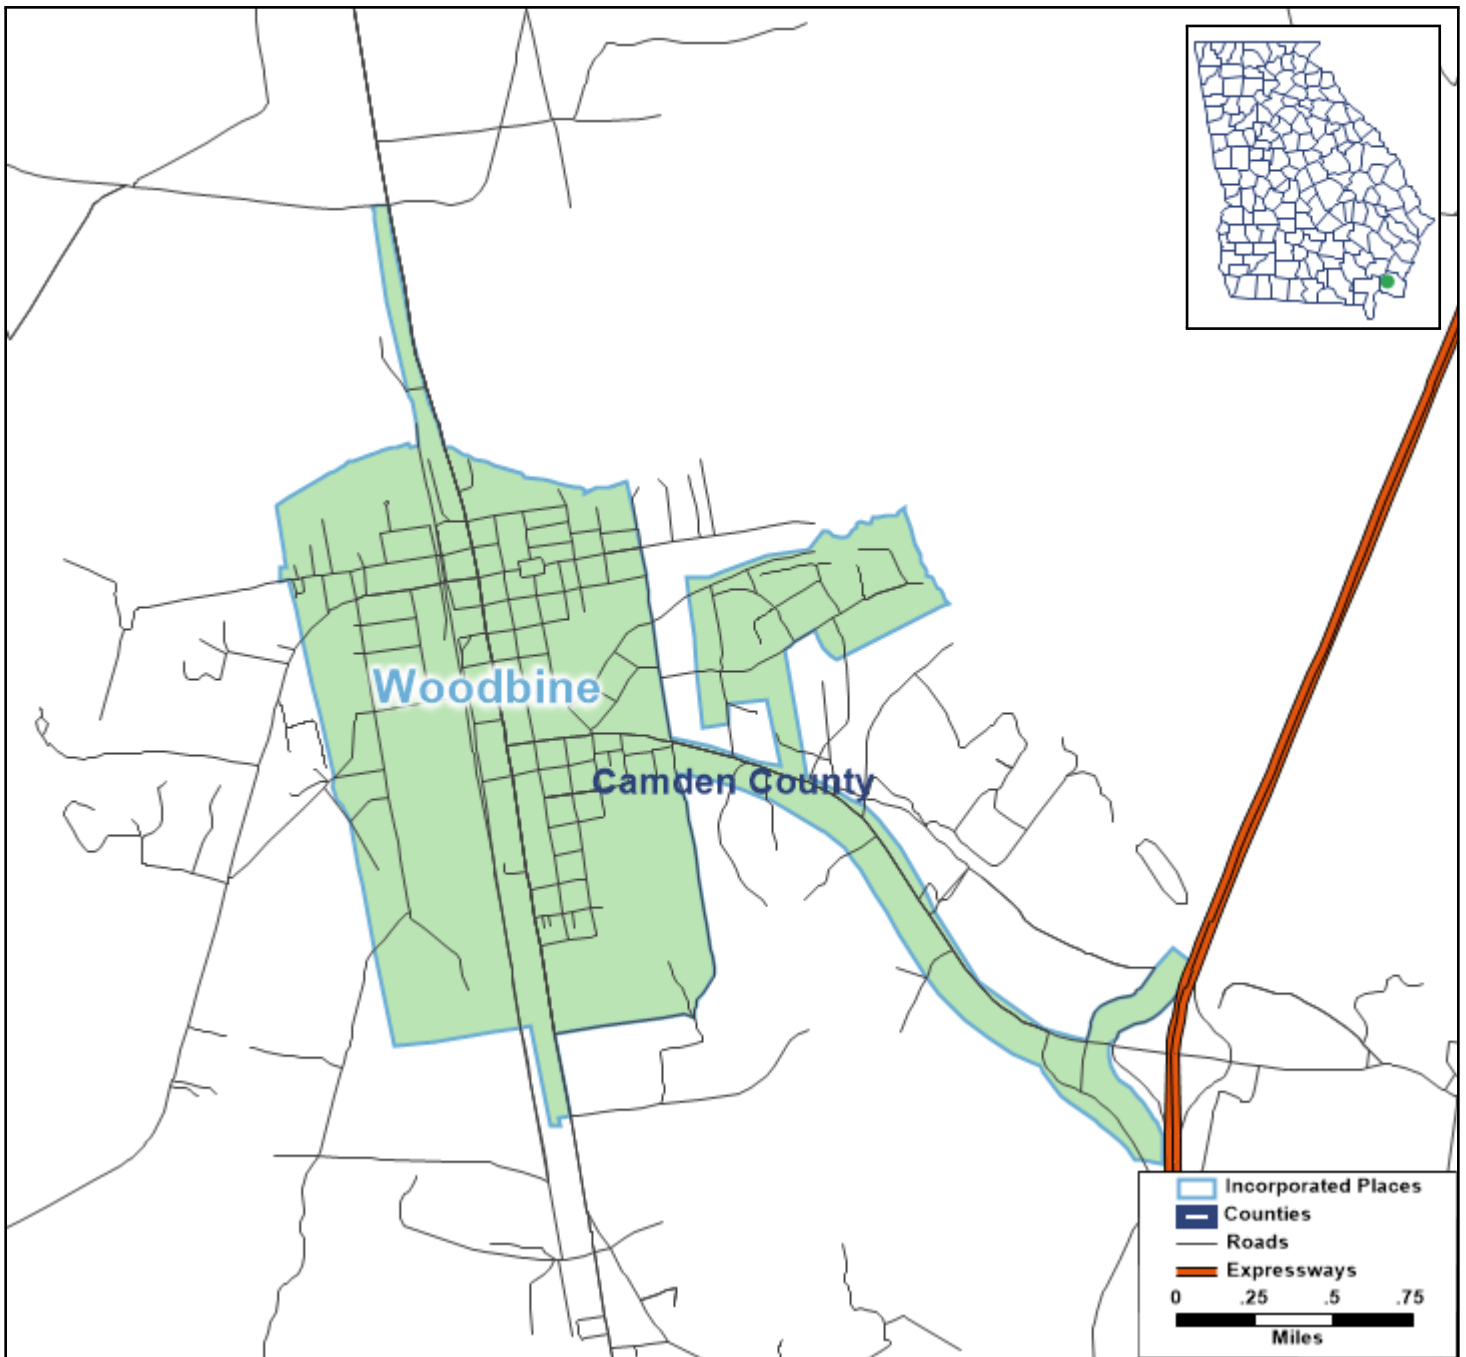 Woodbine
Camden County
Incorporated Places
Counties
Roads
Expressways
0 .25 .5 .75
Miles